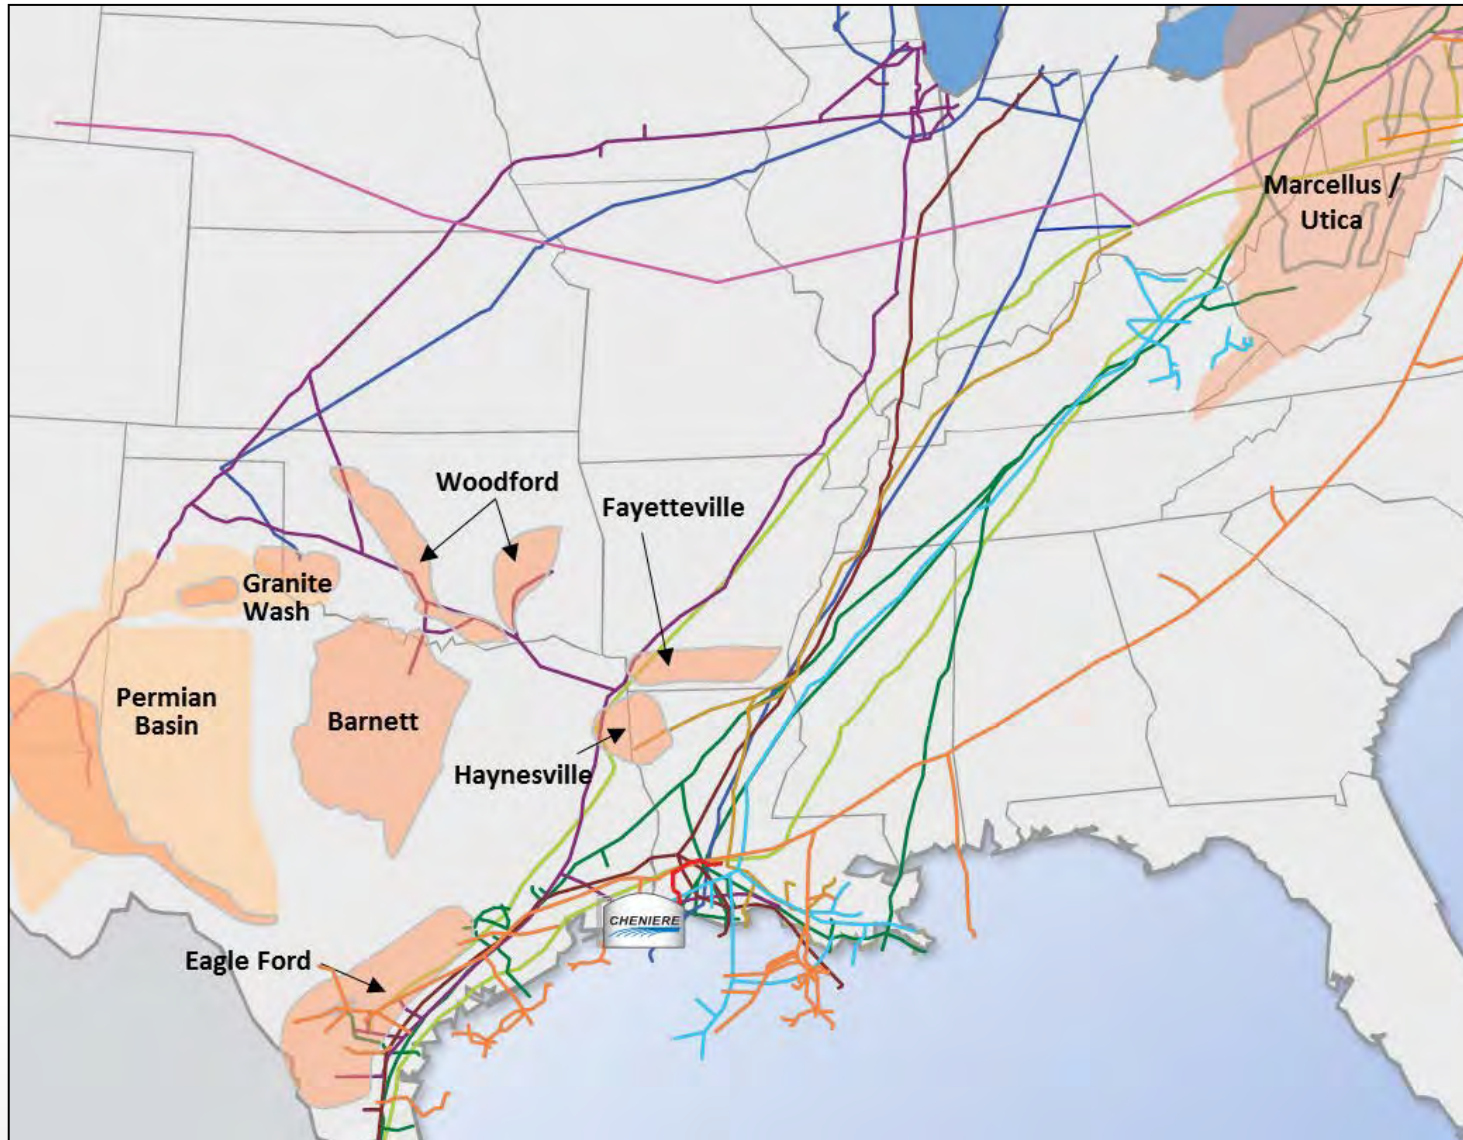 Marcellus /
Utica
Woodford
Fayetteville
Granite
Wash
Permian
Basin
Barnett
Haynesville
CHENIERE
Eagle Ford